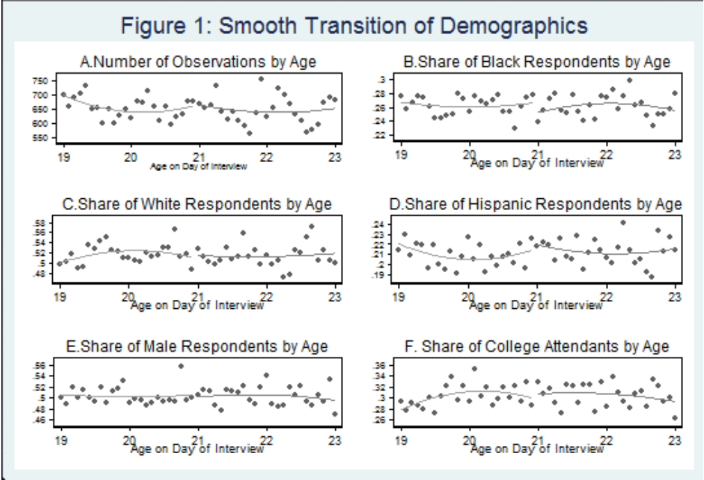 Figure 1: Smooth Transition of Demographics
A.Number of Observations by Age
750
700
650
600
550
19 20 21 22 23
Age on Day of Interview
B.Share of Black Respondents by Age
.3
.28
.26
.24
.22
19 20 21 22 23
Age on Day of Interview
C.Share of White Respondents by Age
.58
.56
.54
.52
.5
.48
19 20 21 22 23
Age on Day of Interview
D.Share of Hispanic Respondents by Age
.24
.23
.22
.21
.2
.19
19 20 21 22 23
Age on Day of Interview
E.Share of Male Respondents by Age
.56
.54
.52
.5
.48
.46
19 20 21 22 23
Age on Day of Interview
F. Share of College Attendants by Age
.36
.34
.32
.3
.28
.26
19 20 21 22 23
Age on Day of Interview